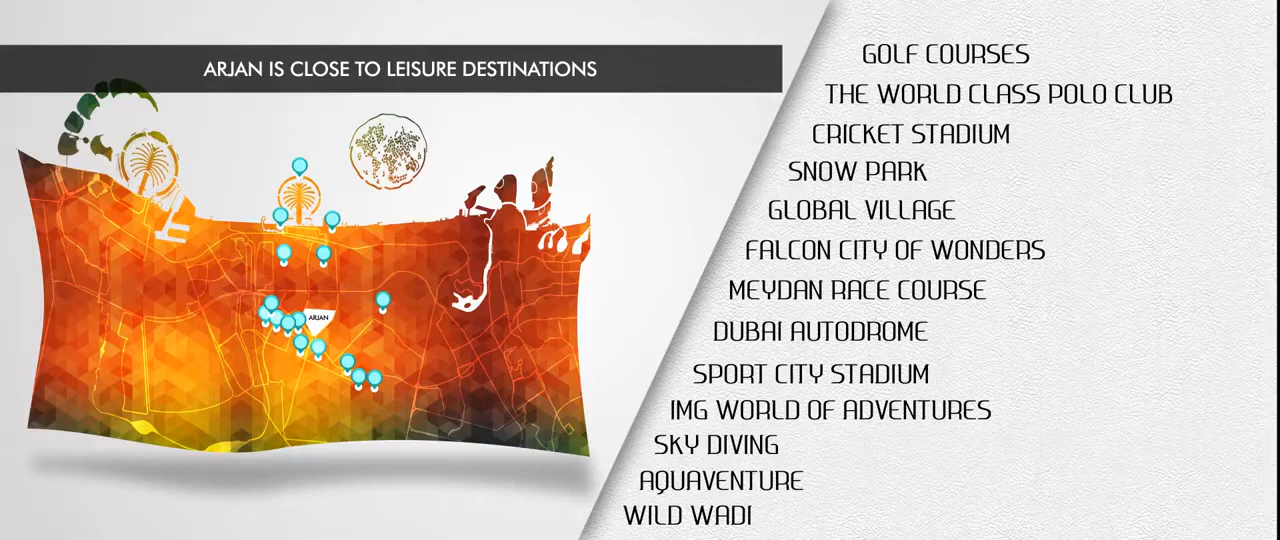 ARJAN IS CLOSE TO LEISURE DESTINATIONS
ARJAN
GOLF COURSES
THE WORLD CLASS POLO CLUB
CRICKET STADIUM
SNOW PARK
GLOBAL VILLAGE
FALCON CITY OF WONDERS
MEYDAN RACE COURSE
DUBAI AUTODROME
SPORT CITY STADIUM
IMG WORLD OF ADVENTURES
SKY DIVING
AQUAVENTURE
WILD WADI